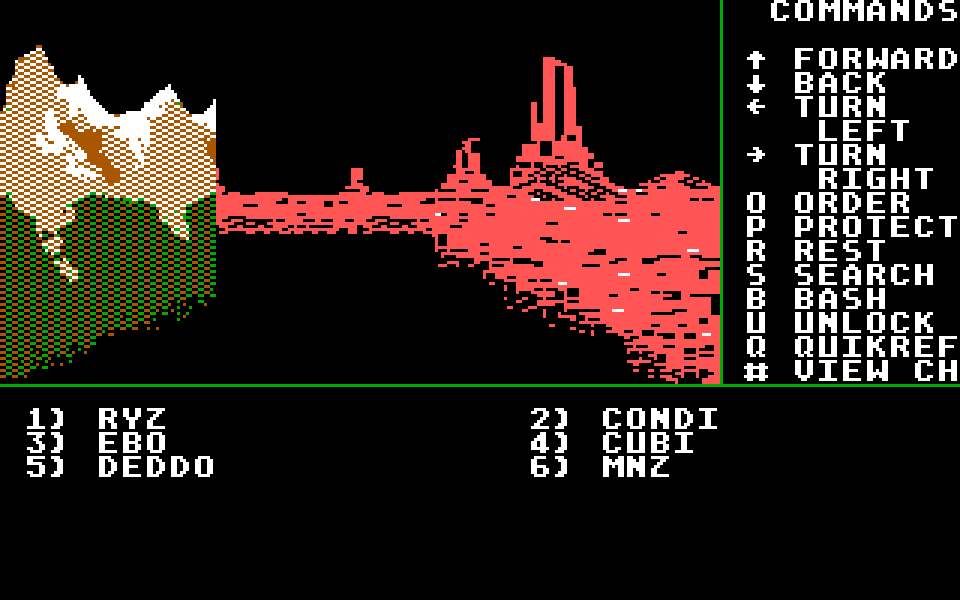 COMMANDS
↑ FORWARD
↓ BACK
← TURN
LEFT
→ TURN
RIGHT
O ORDER
P PROTECT
R REST
S SEARCH
B BASH
U UNLOCK
Q QUIKREF
# VIEW CH
1) RYZ 2) CONDI
3) EBO 4) CUBI
5) DEDDO 6) MNZ